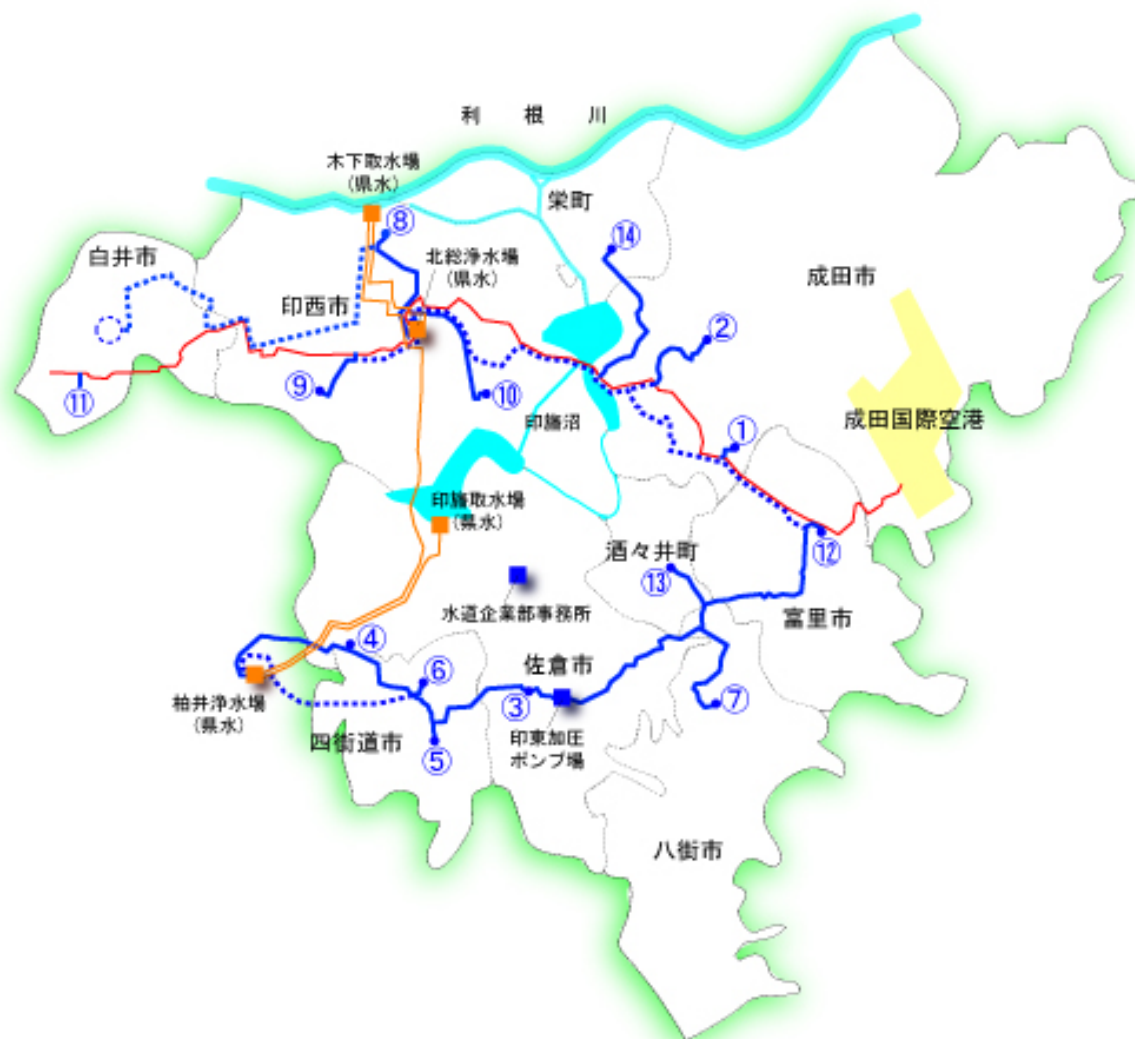 利 根 川
木下取水場
（県水）
⑧
栄町
⑭
白井市
北総浄水場
（県水）
成田市
印西市
②
⑪
⑨
⑩
印旛沼
①
成田国際空港
印旛取水場
（県水）
⑫
酒々井町
⑬
水道企業部事務所
富里市
④
⑥
佐倉市
③
⑦
柏井浄水場
（県水）
四街道市
⑤
印東加圧
ポンプ場
八街市